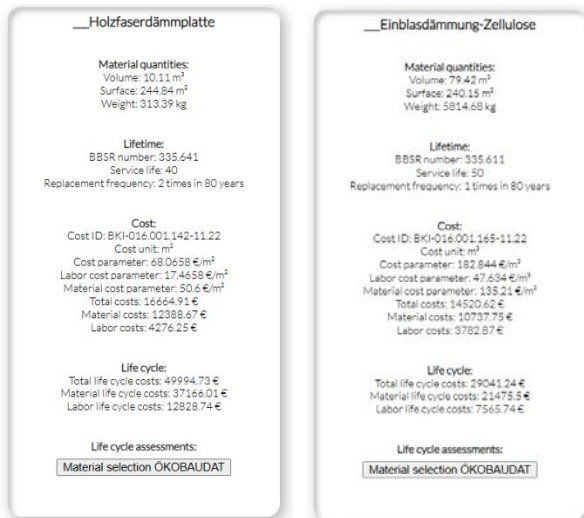 ___Holzfaserdämmplatte
Material quantities:
Volume: 10.11 m³
Surface: 244.84 m²
Weight: 313.39 kg
Lifetime:
BBSR number: 335.641
Service life: 40
Replacement frequency: 2 times in 80 years
Cost:
Cost ID: BKI-016.001.142-11.22
Cost unit: m²
Cost parameter: 68.0658 €/m²
Labor cost parameter: 17.4658 €/m²
Material cost parameter: 50.6 €/m²
Total costs: 16664.91 €
Material costs: 12388.67 €
Labor costs: 4276.25 €
Life cycle:
Total life cycle costs: 49994.73 €
Material life cycle costs: 37166.01 €
Labor life cycle costs: 12828.74 €
Life cycle assessments:
Material selection ÖKOBAUDAT
___Einblasdämmung-Zellulose
Material quantities:
Volume: 79.42 m³
Surface: 240.15 m²
Weight: 5814.68 kg
Lifetime:
BBSR number: 335.611
Service life: 50
Replacement frequency: 1 times in 80 years
Cost:
Cost ID: BKI-016.001.165-11.22
Cost unit: m³
Cost parameter: 182.844 €/m³
Labor cost parameter: 47.634 €/m³
Material cost parameter: 135.21 €/m³
Total costs: 14520.62 €
Material costs: 10737.75 €
Labor costs: 3782.87 €
Life cycle:
Total life cycle costs: 29041.24 €
Material life cycle costs: 21475.5 €
Labor life cycle costs: 7565.74 €
Life cycle assessments:
Material selection ÖKOBAUDAT